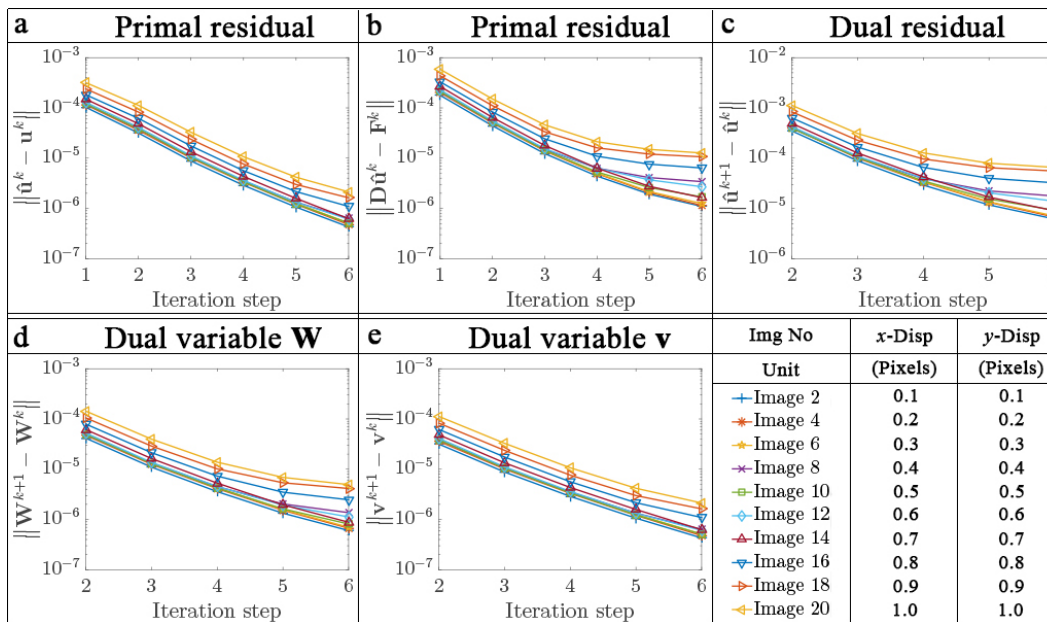 a Primal residual
10⁻³
10⁻⁴
10⁻⁵
10⁻⁶
10⁻⁷
‖û^k − u^k‖
1 2 3 4 5 6
Iteration step
b Primal residual
10⁻³
10⁻⁴
10⁻⁵
10⁻⁶
10⁻⁷
‖Dû^k − F^k‖
1 2 3 4 5 6
Iteration step
c Dual residual
10⁻²
10⁻³
10⁻⁴
10⁻⁵
10⁻⁶
‖û^{k+1} − û^k‖
2 3 4 5
Iteration step
d Dual variable W
10⁻³
10⁻⁴
10⁻⁵
10⁻⁶
10⁻⁷
‖W^{k+1} − W^k‖
2 3 4 5 6
Iteration step
e Dual variable v
10⁻³
10⁻⁴
10⁻⁵
10⁻⁶
10⁻⁷
‖v^{k+1} − v^k‖
2 3 4 5 6
Iteration step
Img No x-Disp y-Disp
Unit (Pixels) (Pixels)
Image 2 0.1 0.1
Image 4 0.2 0.2
Image 6 0.3 0.3
Image 8 0.4 0.4
Image 10 0.5 0.5
Image 12 0.6 0.6
Image 14 0.7 0.7
Image 16 0.8 0.8
Image 18 0.9 0.9
Image 20 1.0 1.0